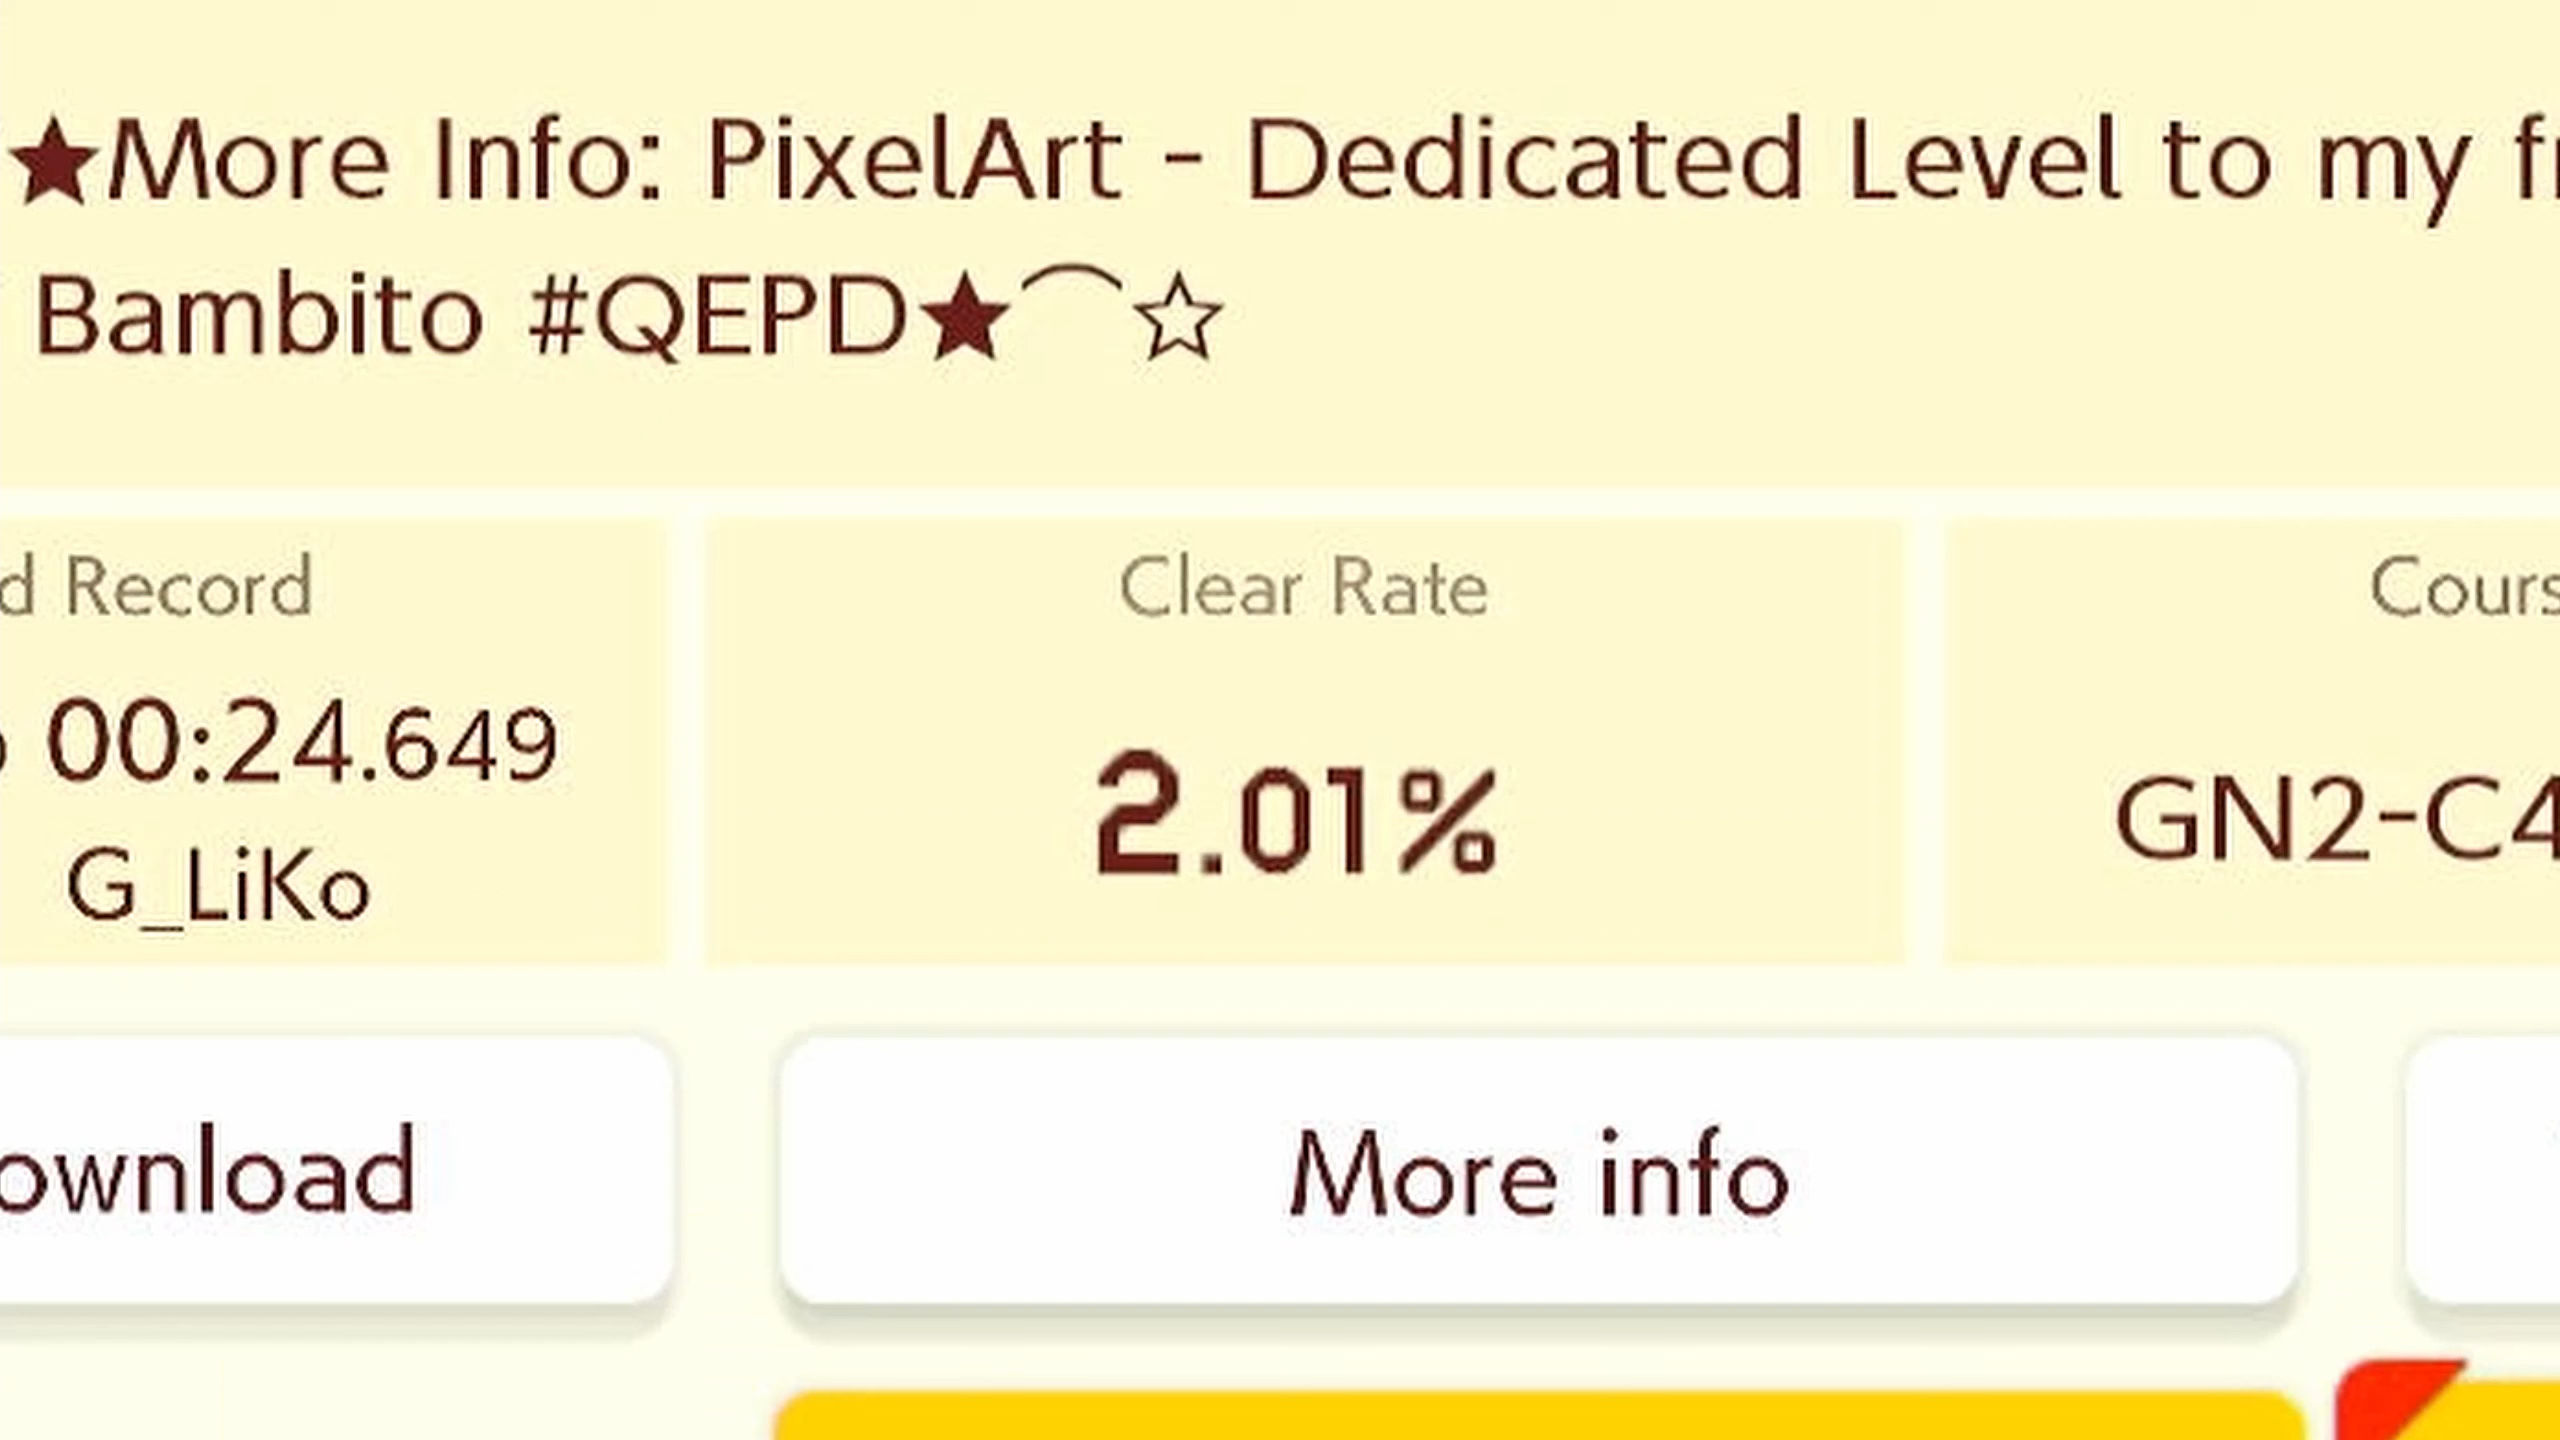 ★More Info: PixelArt - Dedicated Level to my
Bambito #QEPD★⌒☆
Record
Clear Rate
00:24.649
G_LiKo
2.01%
GN2-C4
More info